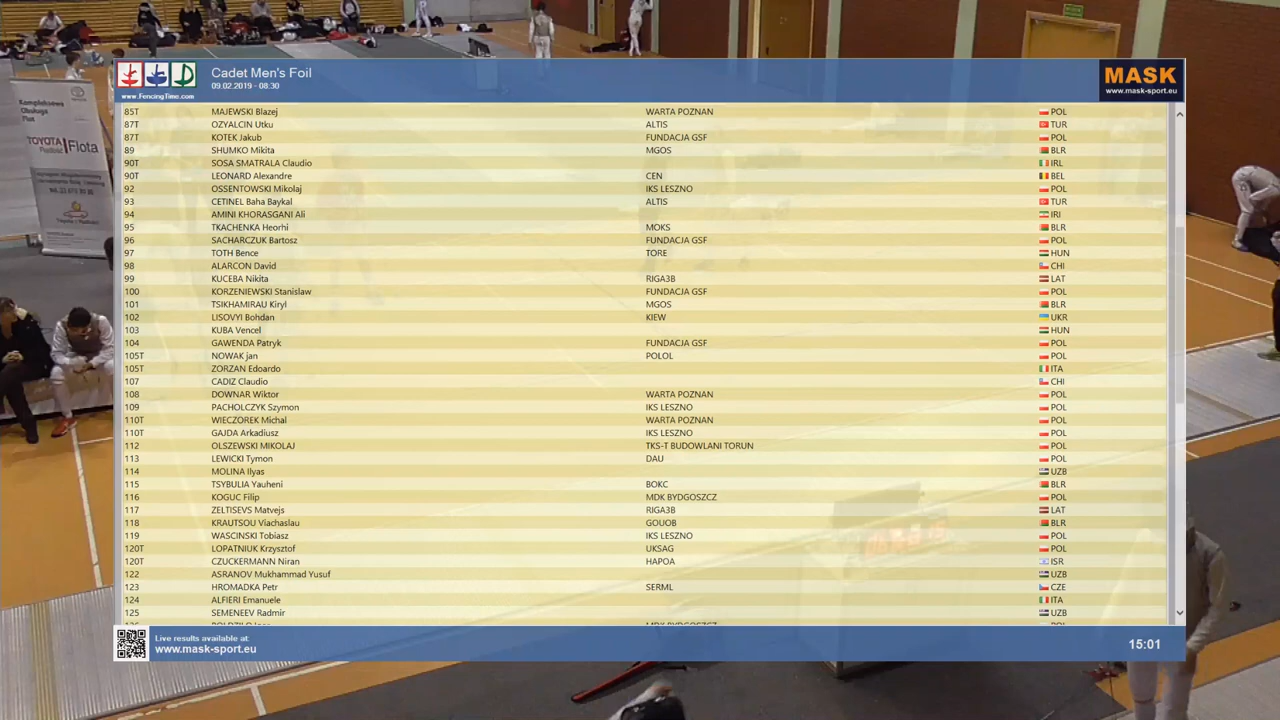 Cadet Men's Foil
09.02.2019 - 08:30
www.FencingTime.com
MASK
www.mask-sport.eu
85T MAJEWSKI Blazej WARTA POZNAN POL
87T OZYALCIN Utku ALTIS TUR
87T KOTEK Jakub FUNDACJA GSF POL
89 SHUMKO Mikita MGOS BLR
90T SOSA SMATRALA Claudio IRL
90T LEONARD Alexandre CEN BEL
92 OSSENTOWSKI Mikolaj IKS LESZNO POL
93 CETINEL Baha Baykal ALTIS TUR
94 AMINI KHORASGANI Ali IRI
95 TKACHENKA Heorhi MOKS BLR
96 SACHARCZUK Bartosz FUNDACJA GSF POL
97 TOTH Bence TORE HUN
98 ALARCON David CHI
99 KUCEBA Nikita RIGA3B LAT
100 KORZENIEWSKI Stanislaw FUNDACJA GSF POL
101 TSIKHAMIRAU Kiryl MGOS BLR
102 LISOVYI Bohdan KIEW UKR
103 KUBA Vencel HUN
104 GAWENDA Patryk FUNDACJA GSF POL
105T NOWAK jan POLOL POL
105T ZORZAN Edoardo ITA
107 CADIZ Claudio CHI
108 DOWNAR Wiktor WARTA POZNAN POL
109 PACHOLCZYK Szymon IKS LESZNO POL
110T WIECZOREK Michal WARTA POZNAN POL
110T GAJDA Arkadiusz IKS LESZNO POL
112 OLSZEWSKI MIKOLAJ TKS-T BUDOWLANI TORUN POL
113 LEWICKI Tymon DAU POL
114 MOLINA Ilyas UZB
115 TSYBULIA Yauheni BOKC BLR
116 KOGUC Filip MDK BYDGOSZCZ POL
117 ZELTISEVS Matvejs RIGA3B LAT
118 KRAUTSOU Viachaslau GOUOB BLR
119 WASCINSKI Tobiasz IKS LESZNO POL
120T LOPATNIUK Krzysztof UKSAG POL
120T CZUCKERMANN Niran HAPOA ISR
122 ASRANOV Mukhammad Yusuf UZB
123 HROMADKA Petr SERML CZE
124 ALFIERI Emanuele ITA
125 SEMENEEV Radmir UZB
Live results available at:
www.mask-sport.eu
15:01
Kompleksowa
Obsługa
Flot
TOYOTA Flota